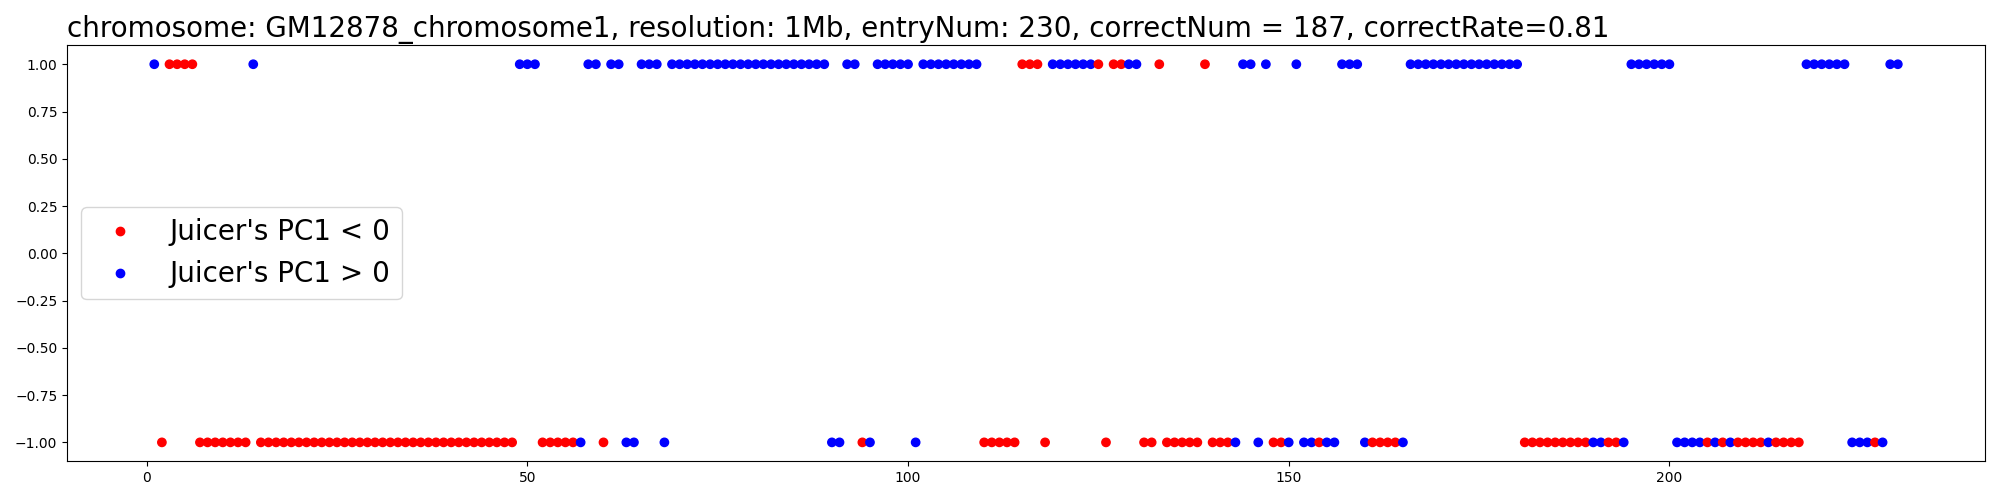 chromosome: GM12878_chromosome1, resolution: 1Mb, entryNum: 230, correctNum = 187, correctRate=0.81
1.00
0.75
0.50
0.25
0.00
−0.25
−0.50
−0.75
−1.00
Juicer's PC1 < 0
Juicer's PC1 > 0
0 50 100 150 200